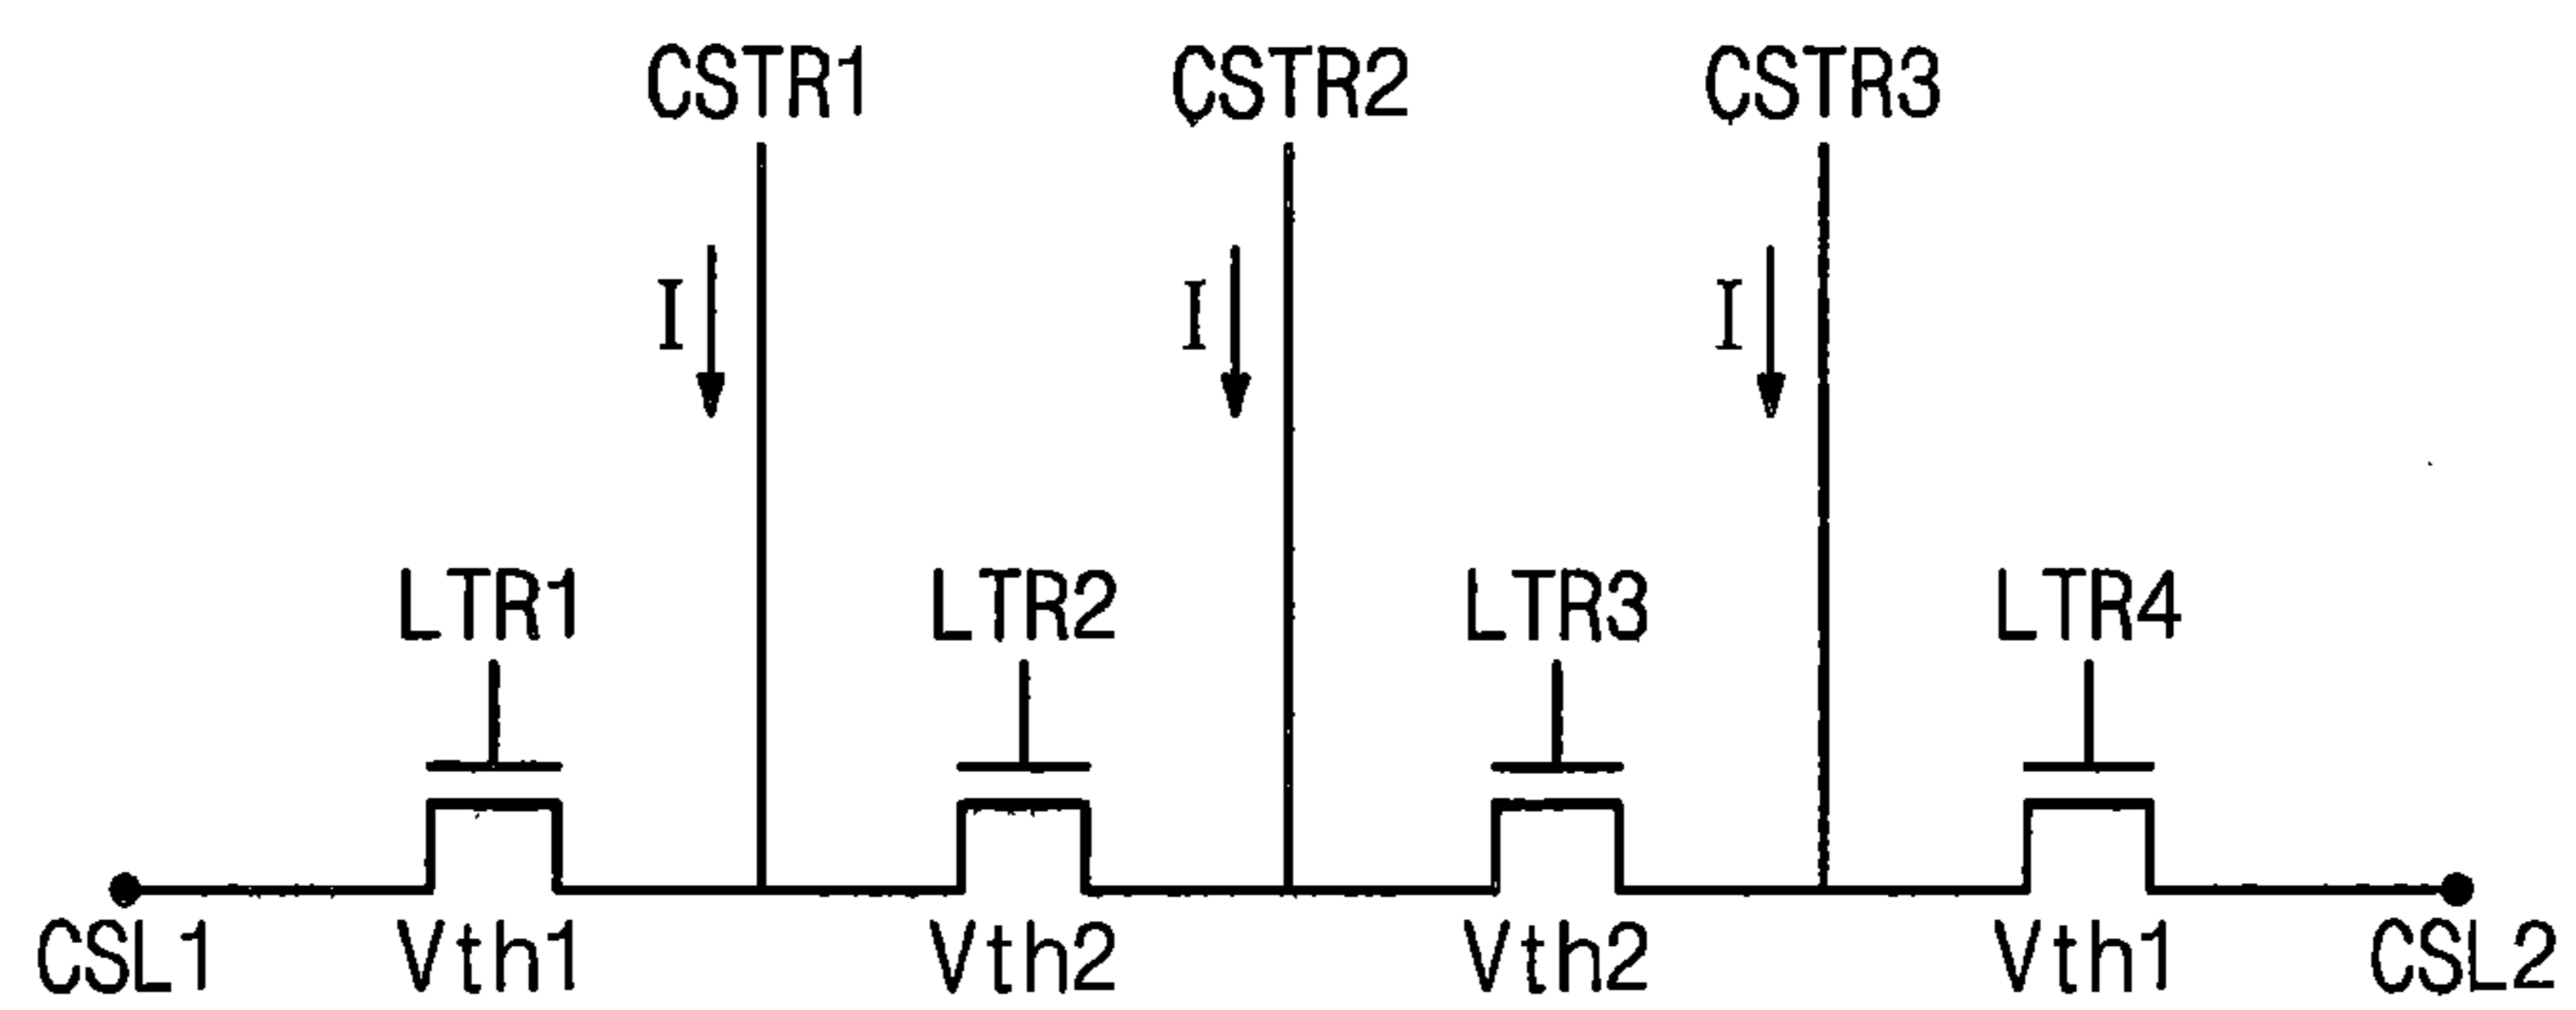 CSTR1 CSTR2 CSTR3
I I I
LTR1 LTR2 LTR3 LTR4
CSL1 Vth1 Vth2 Vth2 Vth1 CSL2